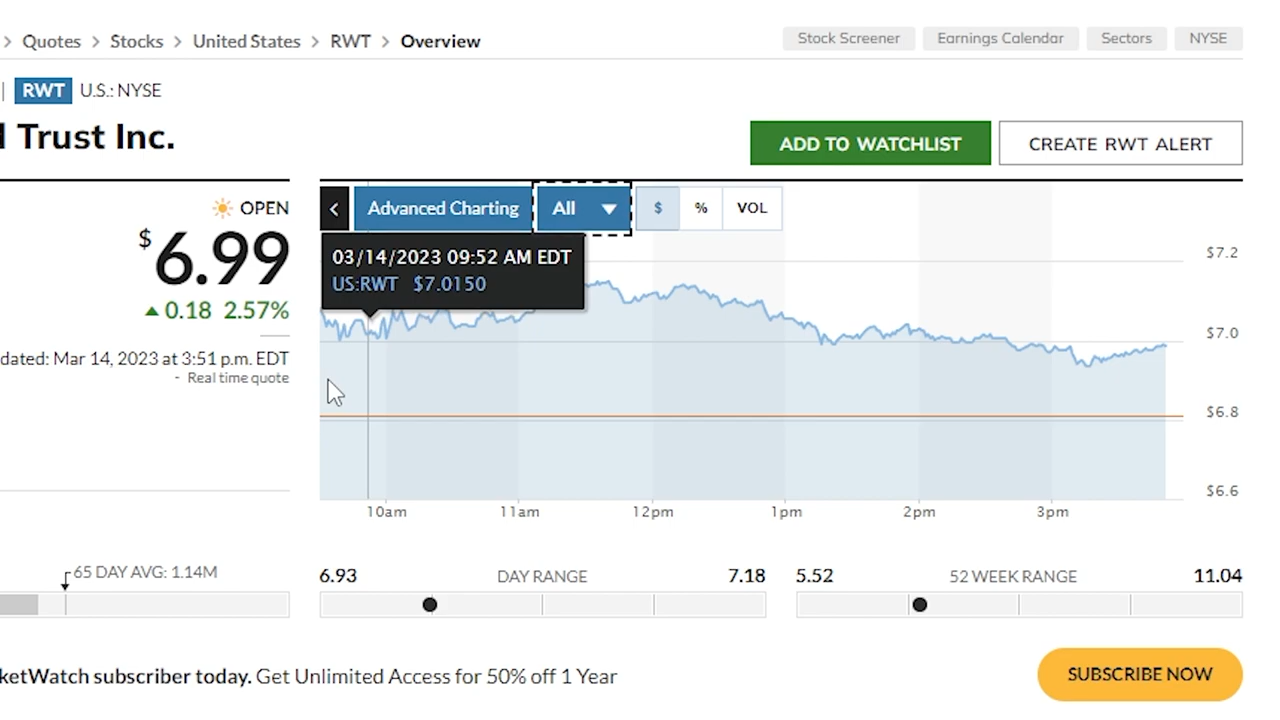 > Quotes > Stocks > United States > RWT > Overview
Stock Screener Earnings Calendar Sectors NYSE
| RWT U.S.: NYSE
Trust Inc.
ADD TO WATCHLIST CREATE RWT ALERT
OPEN
$6.99
0.18 2.57%
dated: Mar 14, 2023 at 3:51 p.m. EDT
- Real time quote
< Advanced Charting All $ % VOL
03/14/2023 09:52 AM EDT
US:RWT $7.0150
$7.2
$7.0
$6.8
$6.6
10am 11am 12pm 1pm 2pm 3pm
65 DAY AVG: 1.14M
6.93 DAY RANGE 7.18
5.52 52 WEEK RANGE 11.04
ketWatch subscriber today. Get Unlimited Access for 50% off 1 Year
SUBSCRIBE NOW